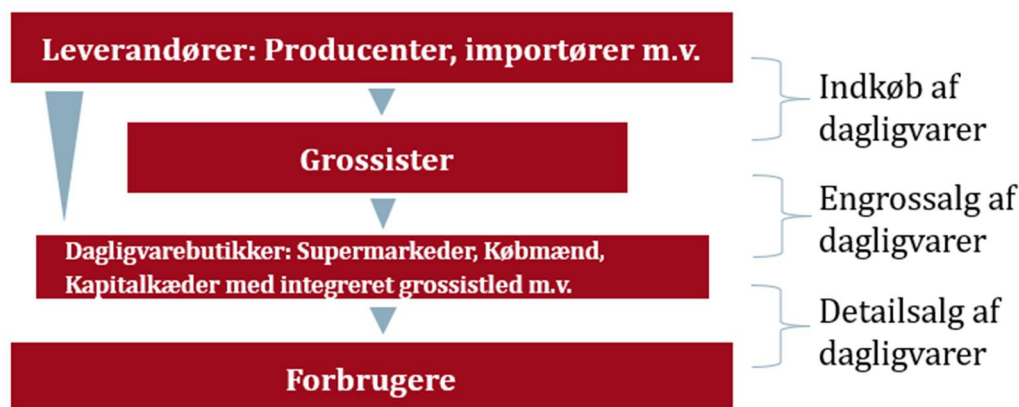 Leverandører: Producenter, importører m.v.
Indkøb af
dagligvarer
Grossister
Engrossalg af
dagligvarer
Dagligvarebutikker: Supermarkeder, Købmænd,
Kapitalkæder med integreret grossistled m.v.
Detailsalg af
dagligvarer
Forbrugere